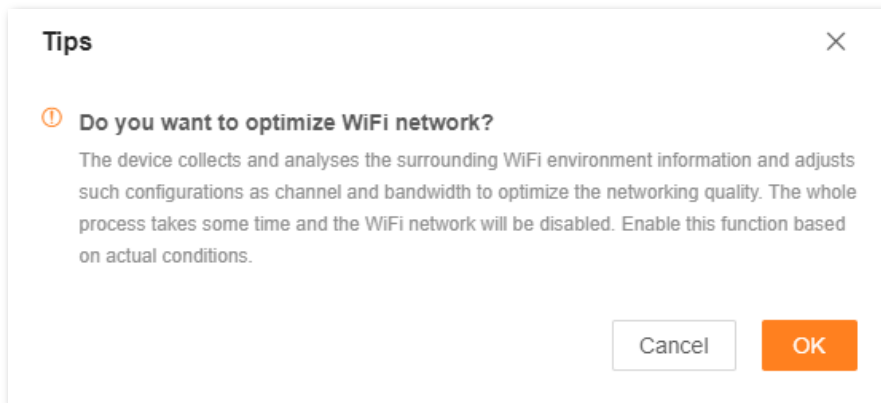 Tips
Do you want to optimize WiFi network?
The device collects and analyses the surrounding WiFi environment information and adjusts
such configurations as channel and bandwidth to optimize the networking quality. The whole
process takes some time and the WiFi network will be disabled. Enable this function based
on actual conditions.
Cancel
OK